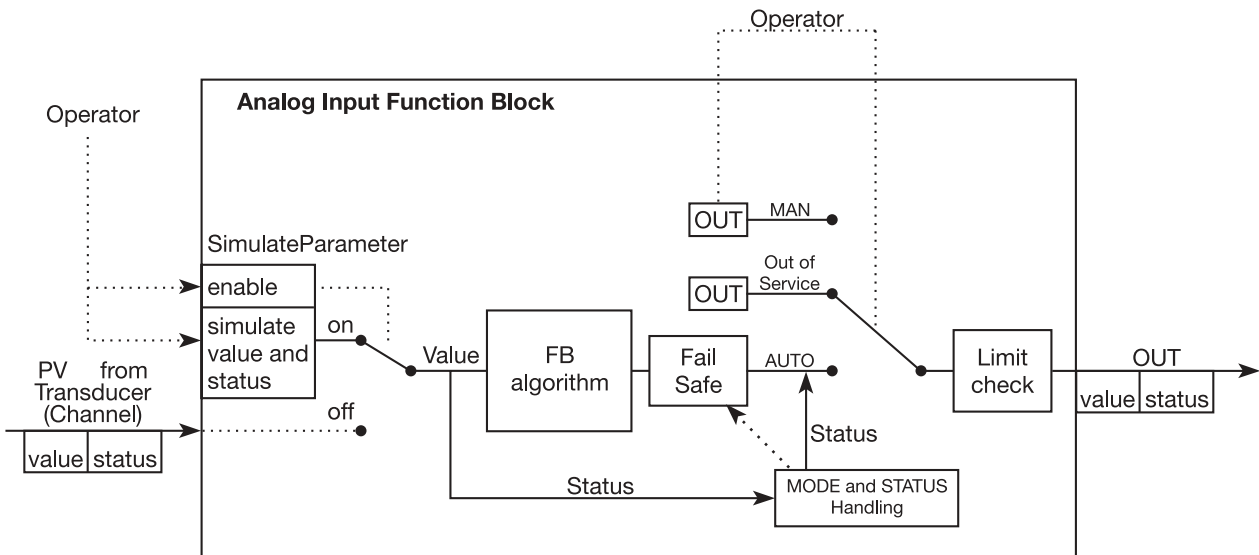 Operator
Analog Input Function Block
Operator
OUT
MAN
SimulateParameter
enable
Out of
Service
OUT
simulate
value and
status
on
Value
FB
algorithm
Fail
Safe
AUTO
Limit
check
OUT
value status
PV from
Transducer
(Channel)
off
value status
Status
Status
MODE and STATUS
Handling